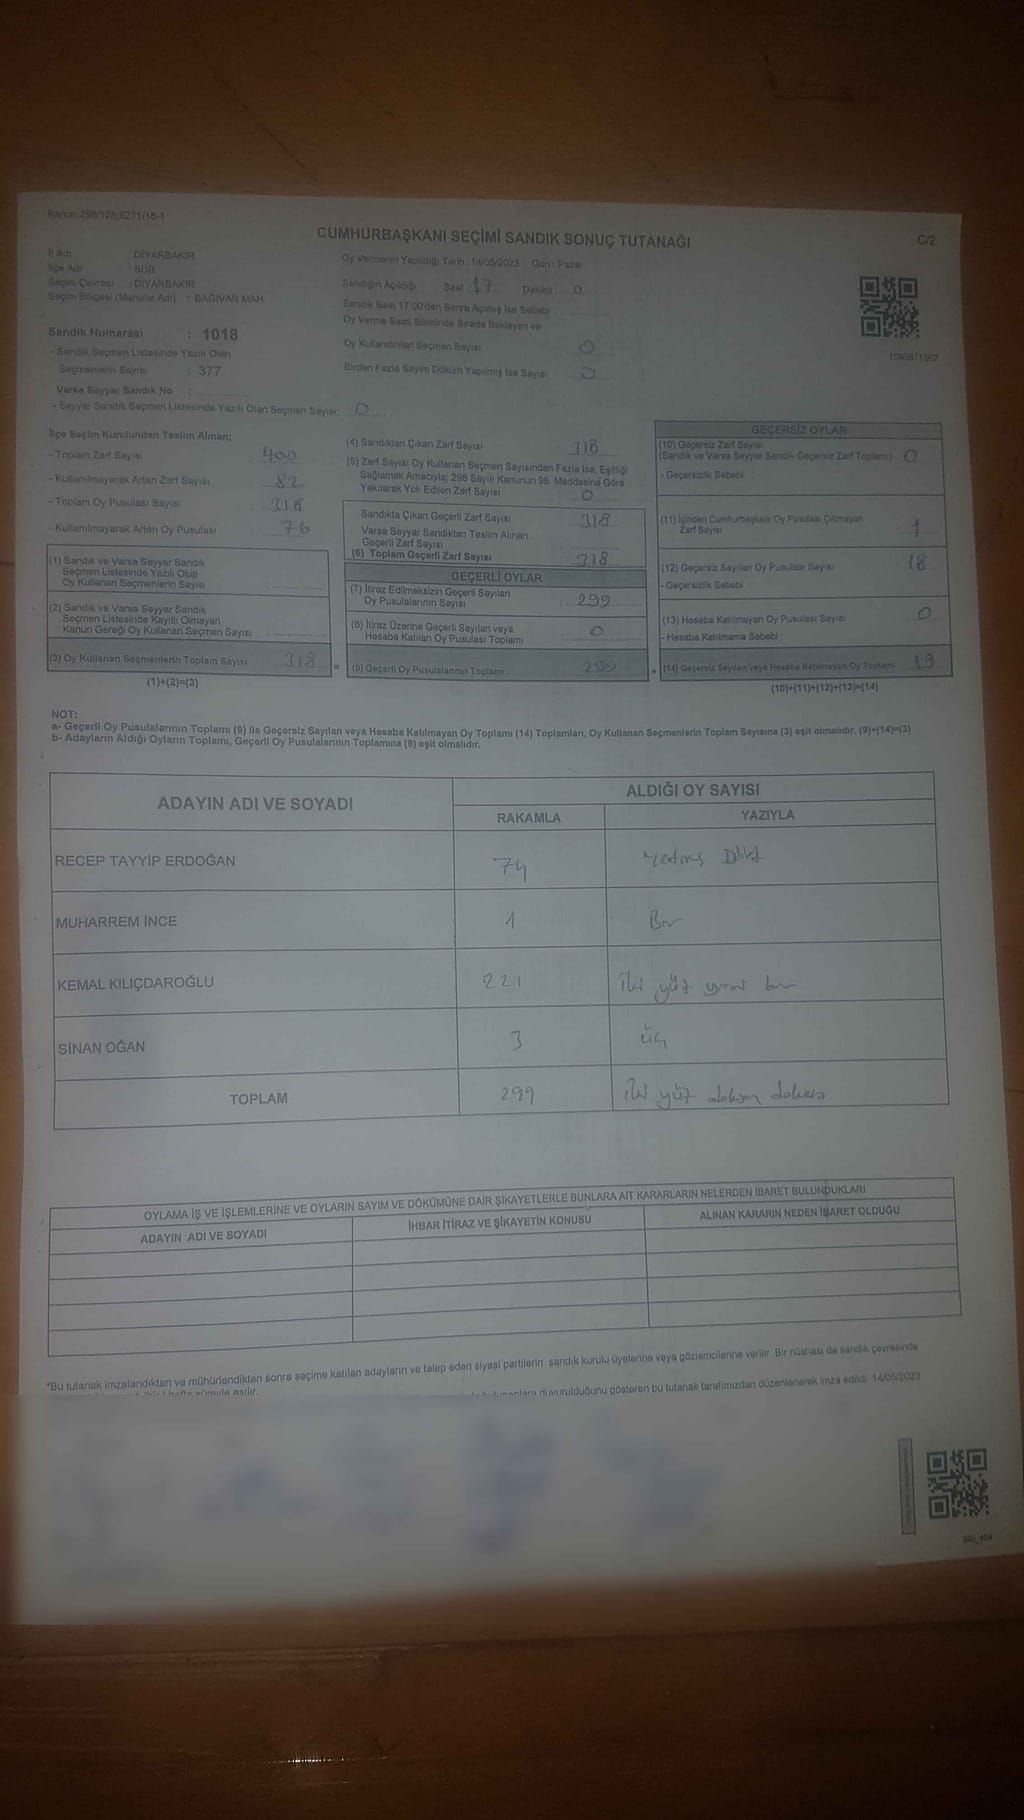 Kanun 298/105,6271/18-1
CUMHURBAŞKANI SEÇİMİ SANDIK SONUÇ TUTANAĞI
C/2
İl Adı : DİYARBAKIR
İlçe Adı : SUR
Seçim Çevresi : DİYARBAKIR
Seçim Bölgesi (Mahalle Adı) : BAĞIVAR MAH.
Oy Vermenin Yapıldığı Tarih : 14/05/2023 Gün : Pazar
Sandığın Açıldığı Saat 17 Dakika : 0
Sandık Saat 17:00'den Sonra Açılmış İse Sebebi :
Oy Verme Saati Bitiminde Sırada Bekleyen ve
Oy Kullandırılan Seçmen Sayısı 0
Birden Fazla Sayım Döküm Yapılmış İse Sayısı 0
Sandık Numarası : 1018
- Sandık Seçmen Listesinde Yazılı Olan
Seçmenlerin Sayısı : 377
Varsa Seyyar Sandık No :
- Seyyar Sandık Seçmen Listesinde Yazılı Olan Seçmen Sayısı: 0
İlçe Seçim Kurulundan Teslim Alınan;
- Toplam Zarf Sayısı : 400
- Kullanılmayarak Artan Zarf Sayısı : 82
- Toplam Oy Pusulası Sayısı : 318
- Kullanılmayarak Artan Oy Pusulası : 76
(1) Sandık ve Varsa Seyyar Sandık
Seçmen Listesinde Yazılı Olup
Oy Kullanan Seçmenlerin Sayısı :
(2) Sandık ve Varsa Seyyar Sandık
Seçmen Listesinde Kayıtlı Olmayan
Kanun Gereği Oy Kullanan Seçmen Sayısı :
(3) Oy Kullanan Seçmenlerin Toplam Sayısı 318 =
(1)+(2)=(3)
(4) Sandıktan Çıkan Zarf Sayısı 318
(5) Zarf Sayısı Oy Kullanan Seçmen Sayısından Fazla İse, Eşitliği
Sağlamak Amacıyla; 298 Sayılı Kanunun 98. Maddesine Göre
Yakılarak Yok Edilen Zarf Sayısı 0
Sandıkta Çıkan Geçerli Zarf Sayısı : 318
Varsa Seyyar Sandıktan Teslim Alınan
Geçerli Zarf Sayısı
(6) Toplam Geçerli Zarf Sayısı 318
GEÇERLİ OYLAR
(7) İtiraz Edilmeksizin Geçerli Sayılan
Oy Pusulalarının Sayısı : 299
(8) İtiraz Üzerine Geçerli Sayılan veya
Hesaba Katılan Oy Pusulası Toplamı : 0
(9) Geçerli Oy Pusulalarının Toplamı 299 +
GEÇERSİZ OYLAR
(10) Geçersiz Zarf Sayısı
(Sandık ve Varsa Seyyar Sandık Geçersiz Zarf Toplamı) : 0
- Geçersizlik Sebebi :
(11) İçinden Cumhurbaşkanı Oy Pusulası Çıkmayan
Zarf Sayısı : 1
(12) Geçersiz Sayılan Oy Pusulası Sayısı : 18
- Geçersizlik Sebebi :
(13) Hesaba Katılmayan Oy Pusulası Sayısı : 0
- Hesaba Katılmama Sebebi :
(14) Geçersiz Sayılan veya Hesaba Katılmayan Oy Toplamı 19
(10)+(11)+(12)+(13)=(14)
NOT:
a- Geçerli Oy Pusulalarının Toplamı (9) ile Geçersiz Sayılan veya Hesaba Katılmayan Oy Toplamı (14) Toplamları, Oy Kullanan Seçmenlerin Toplam Sayısına (3) eşit olmalıdır. (9)+(14)=(3)
b- Adayların Aldığı Oyların Toplamı, Geçerli Oy Pusulalarının Toplamına (9) eşit olmalıdır.
ADAYIN ADI VE SOYADI
ALDIĞI OY SAYISI
RAKAMLA YAZIYLA
RECEP TAYYİP ERDOĞAN 74 Yetmiş Dört
MUHARREM İNCE 1 Bir
KEMAL KILIÇDAROĞLU 221 iki yüz yirmi bir
SİNAN OĞAN 3 üç
TOPLAM 299 iki yüz doksan dokuz
OYLAMA İŞ VE İŞLEMLERİNE VE OYLARIN SAYIM VE DÖKÜMÜNE DAİR ŞİKAYETLERLE BUNLARA AİT KARARLARIN NELERDEN İBARET BULUNDUKLARI
ADAYIN ADI VE SOYADI İHBAR İTİRAZ VE ŞİKAYETİN KONUSU ALINAN KARARIN NEDEN İBARET OLDUĞU
*Bu tutanak imzalandıktan ve mühürlendikten sonra seçime katılan adayların ve talep eden siyasi partilerin sandık kurulu üyelerine veya gözlemcilerine verilir. Bir nüshası da sandık çevresinde
hafta süreyle asılır.
bulunanlara duyurulduğunu gösteren bu tutanak tarafımızdan düzenlenerek imza edildi. 14/05/2023